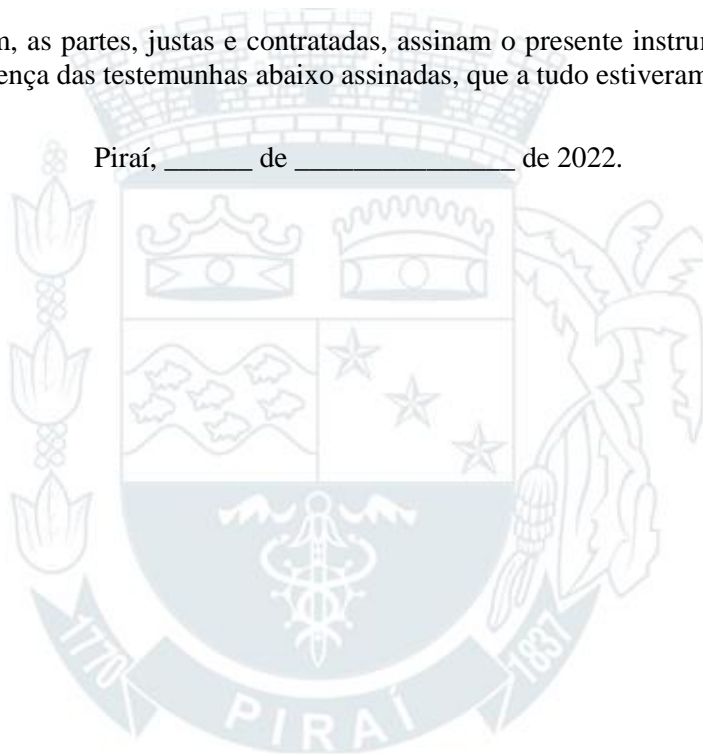 m, as partes, justas e contratadas, assinam o presente instru
ença das testemunhas abaixo assinadas, que a tudo estiveram
Piraí, ______ de _______________ de 2022.
1770
PIRAÍ
1837